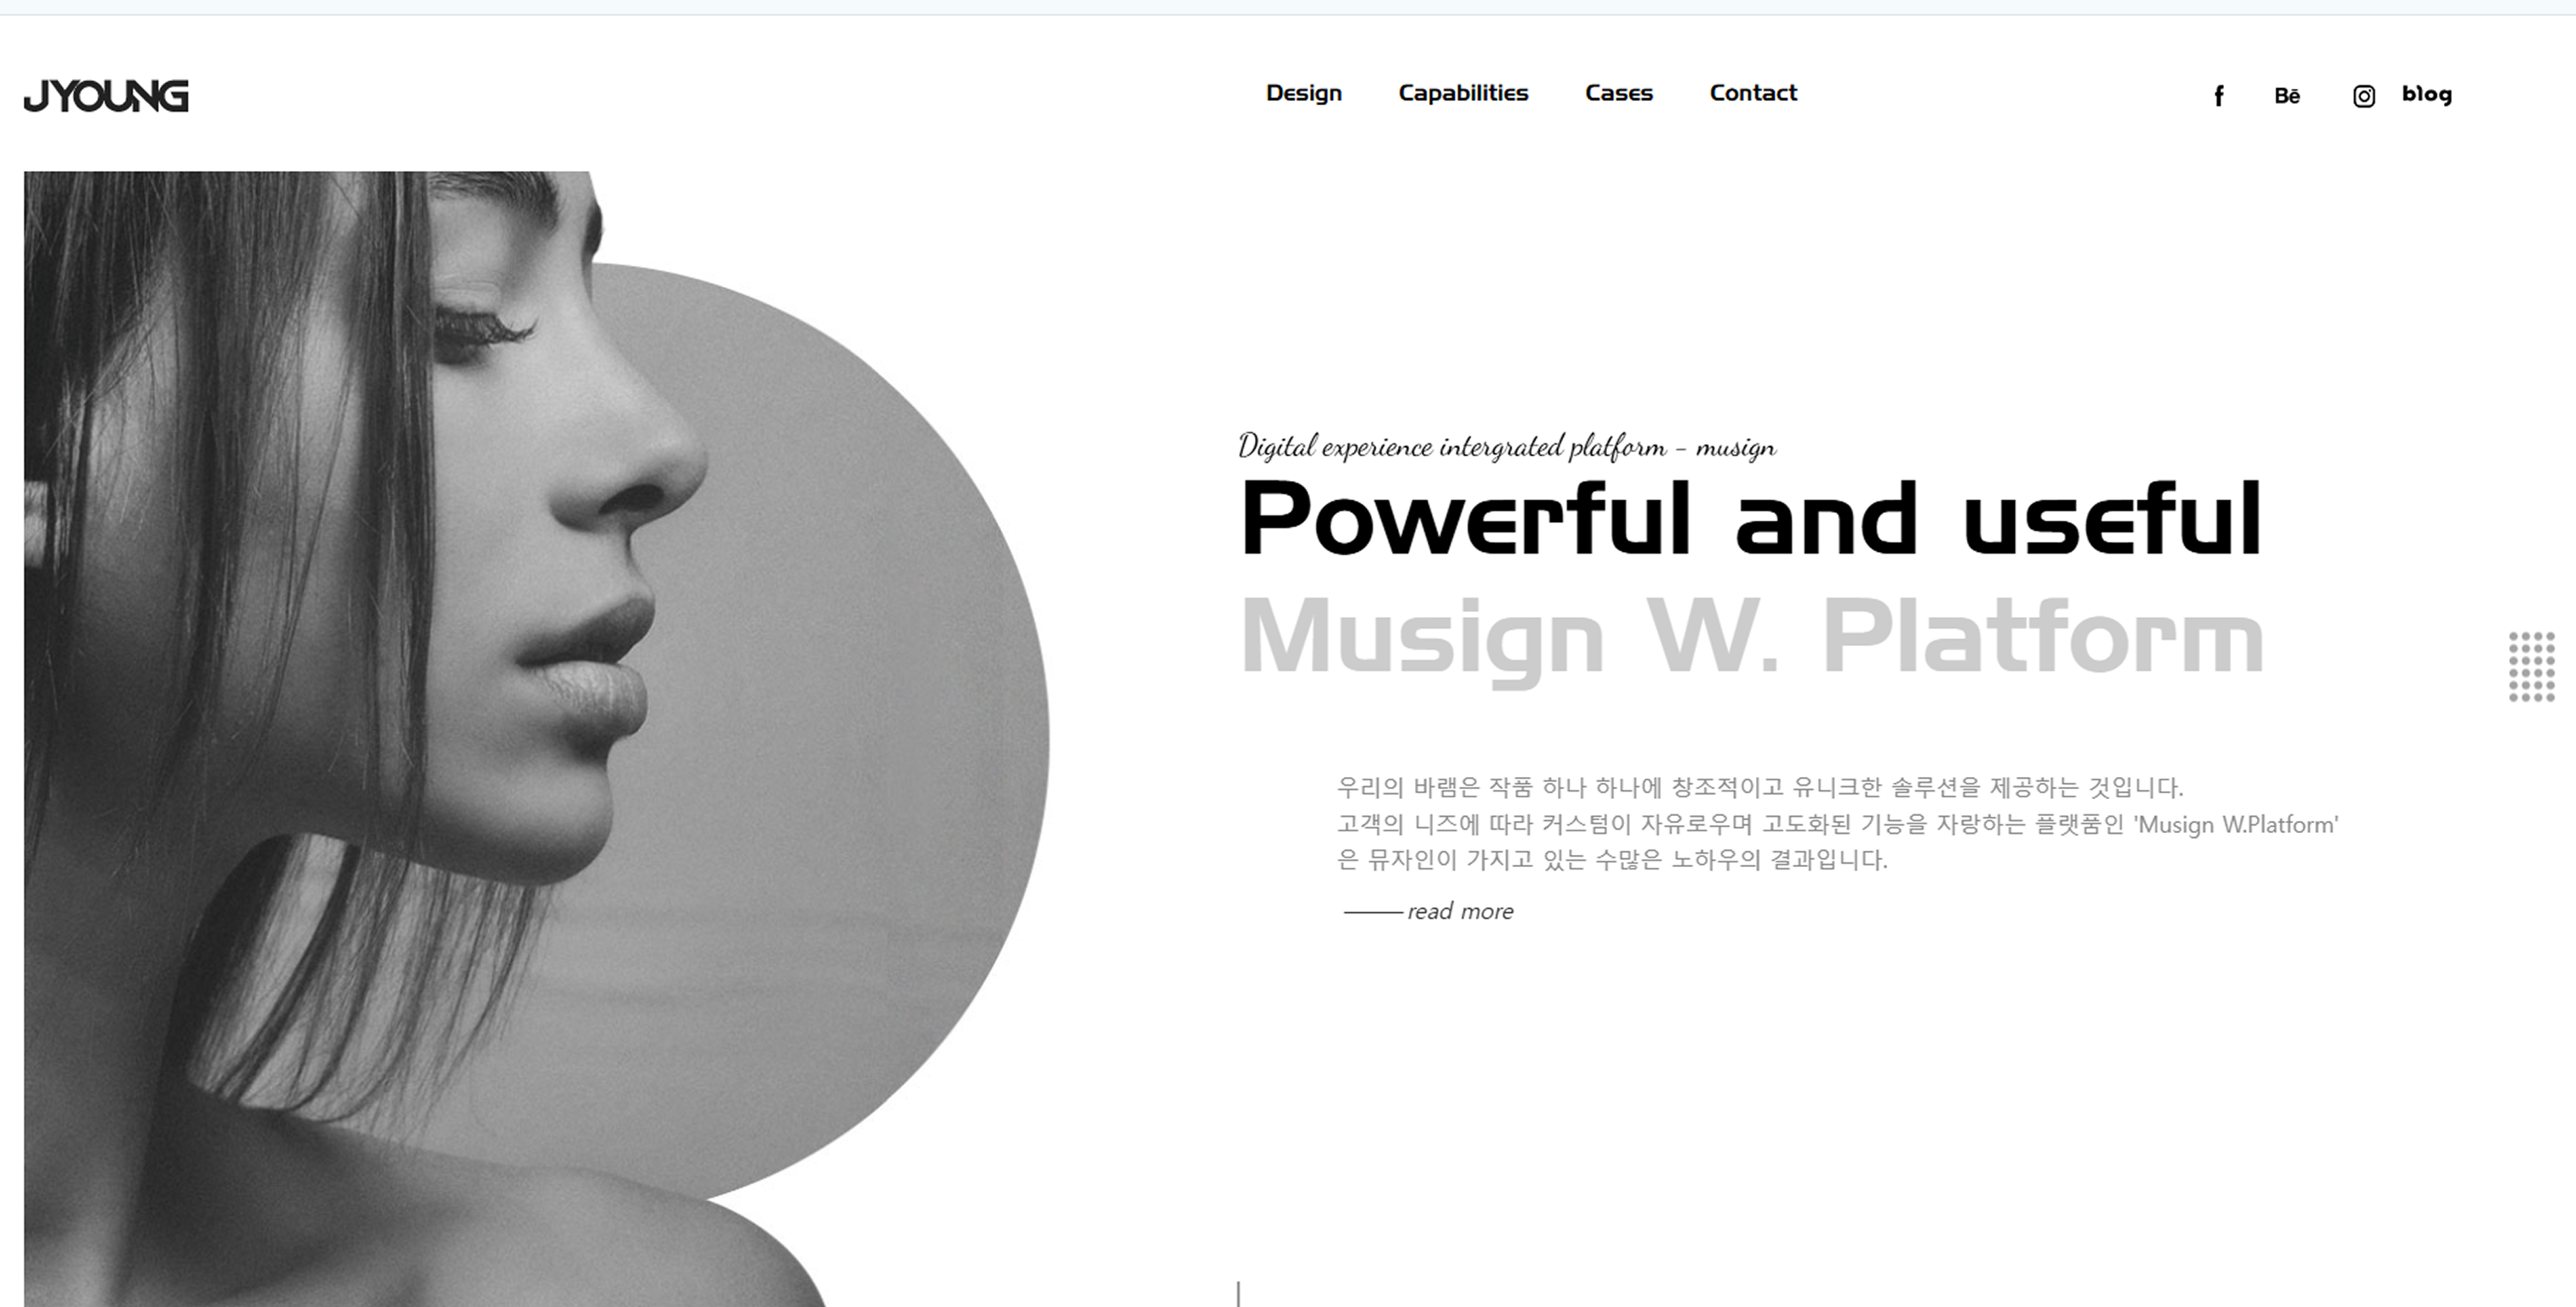 JYOUNG
Design Capabilities Cases Contact
f Bē blog
Digital experience intergrated platform - musign
Powerful and useful
Musign W. Platform
우리의 바램은 작품 하나 하나에 창조적이고 유니크한 솔루션을 제공하는 것입니다.
고객의 니즈에 따라 커스텀이 자유로우며 고도화된 기능을 자랑하는 플랫폼인 'Musign W.Platform'
은 뮤자인이 가지고 있는 수많은 노하우의 결과입니다.
read more